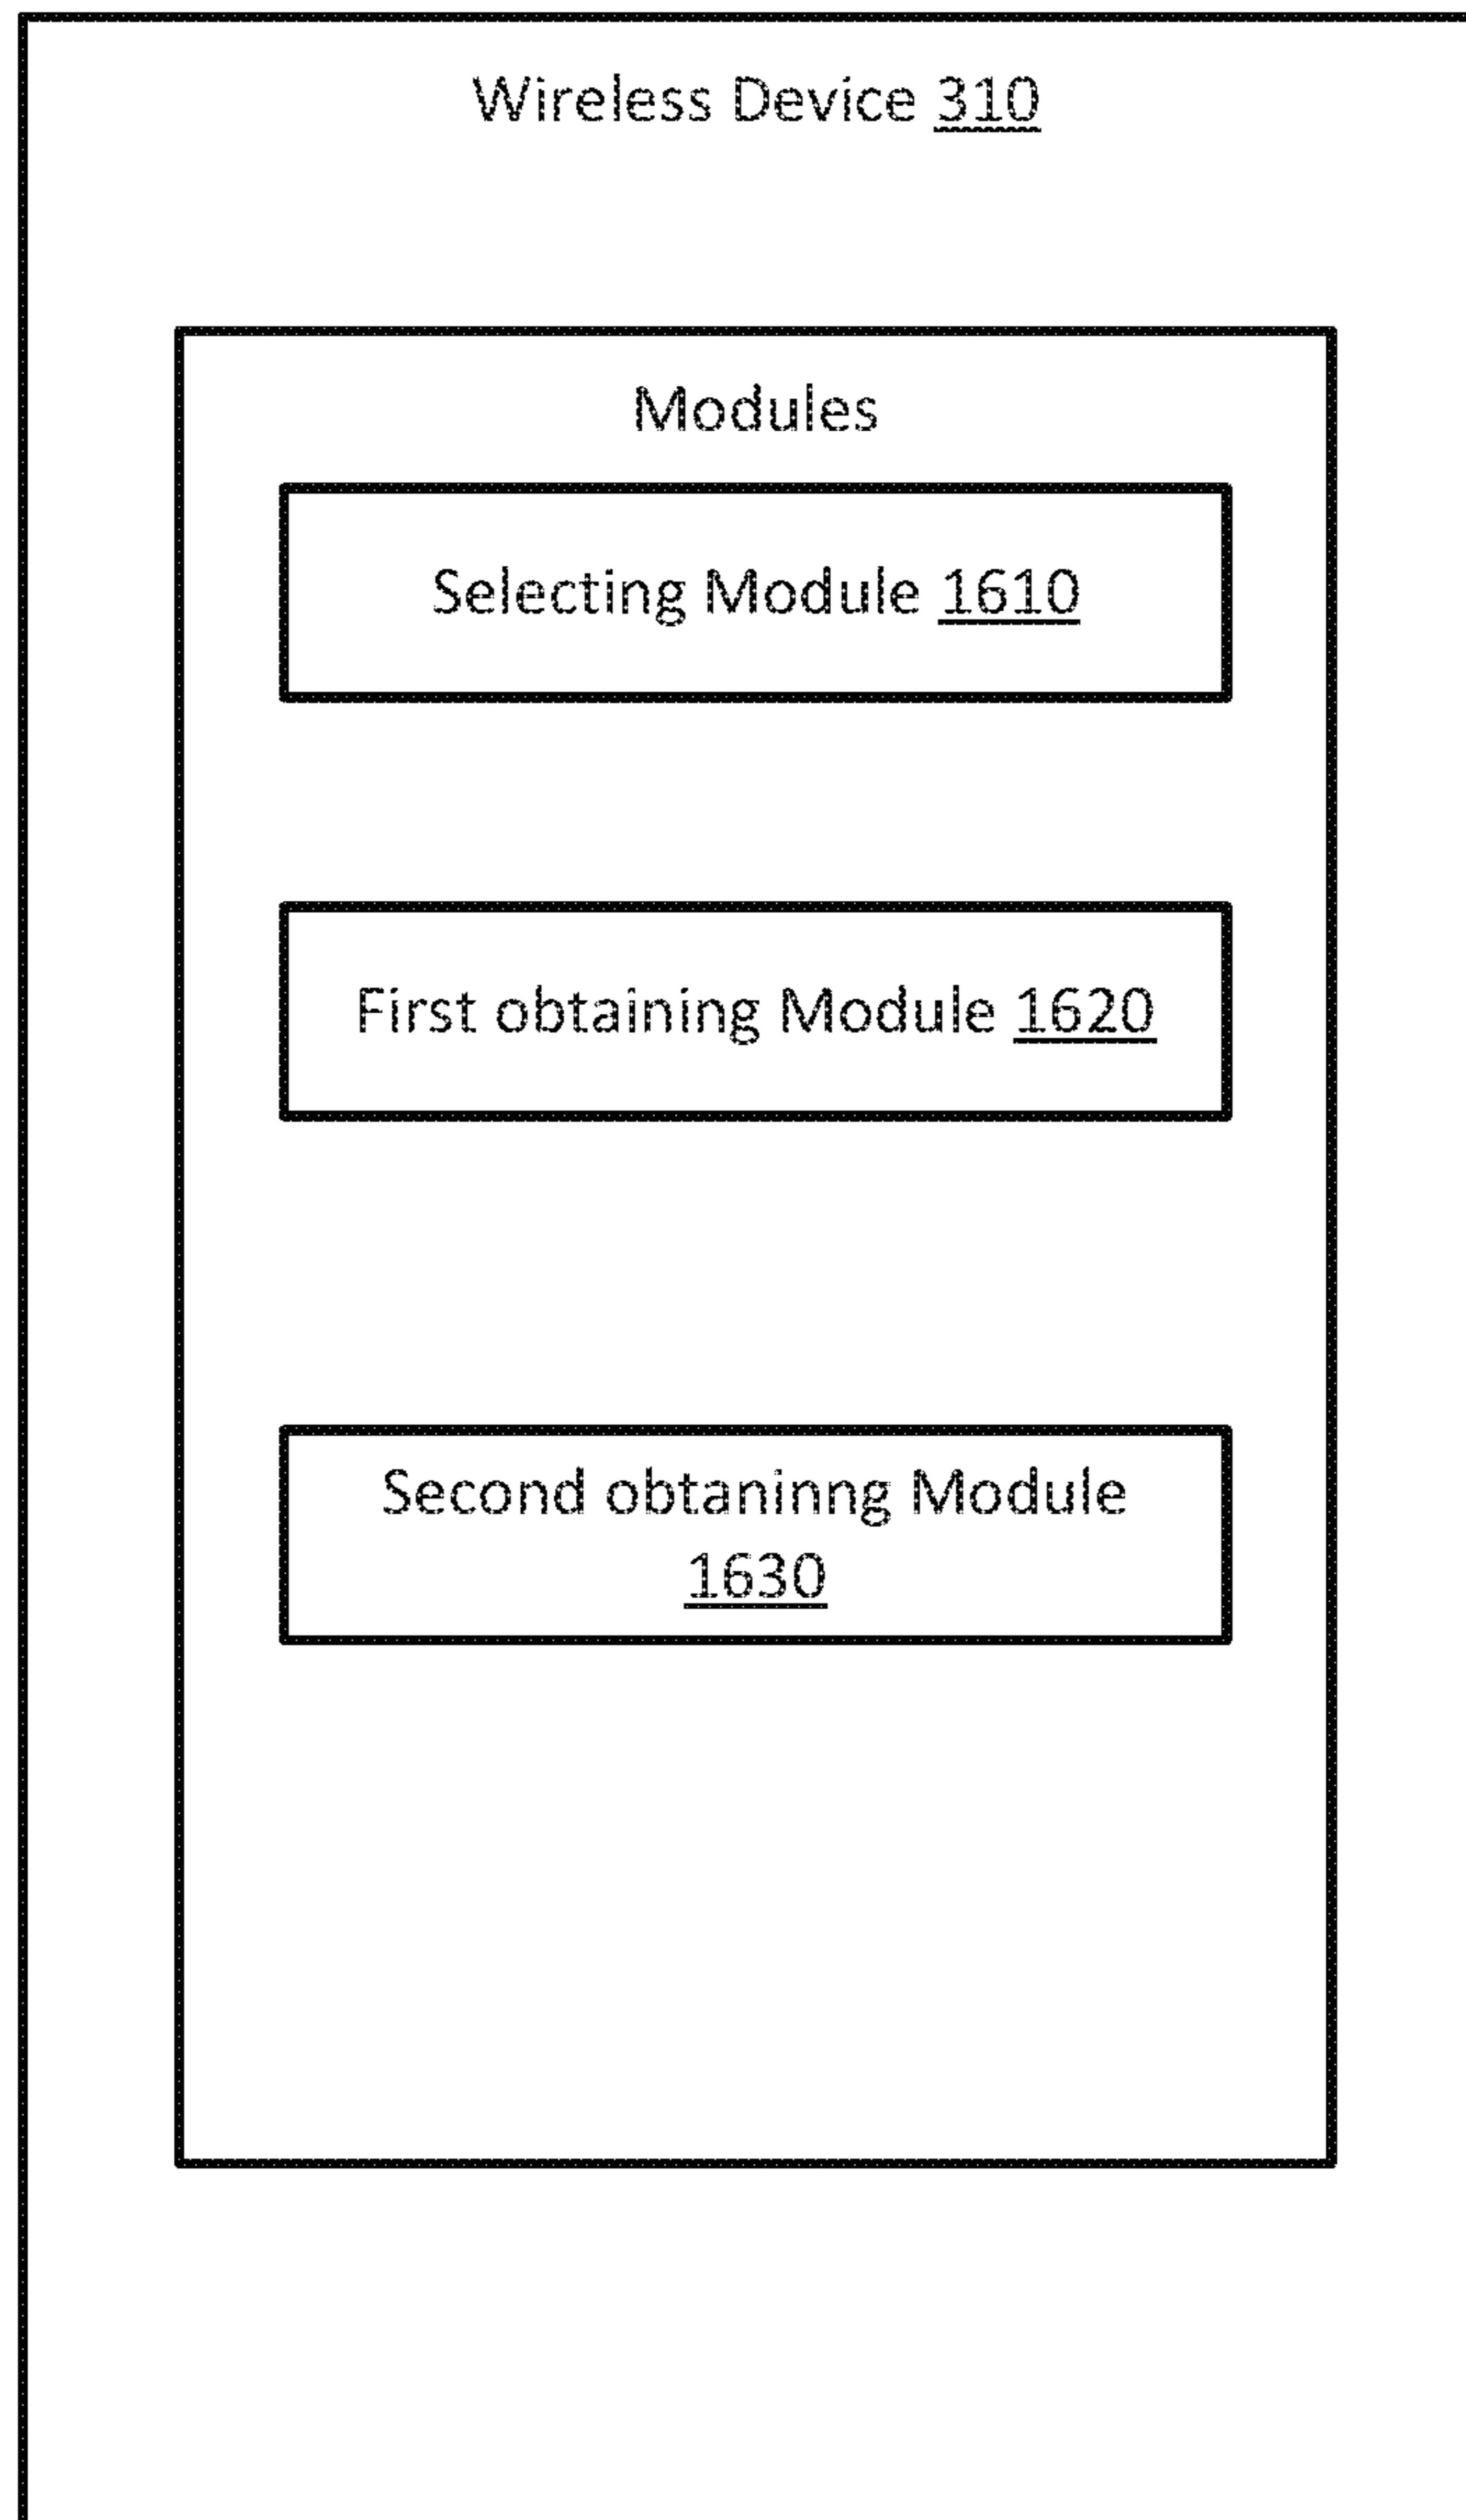 Wireless Device 310
Modules
Selecting Module 1610
First obtaining Module 1620
Second obtaninng Module
1630